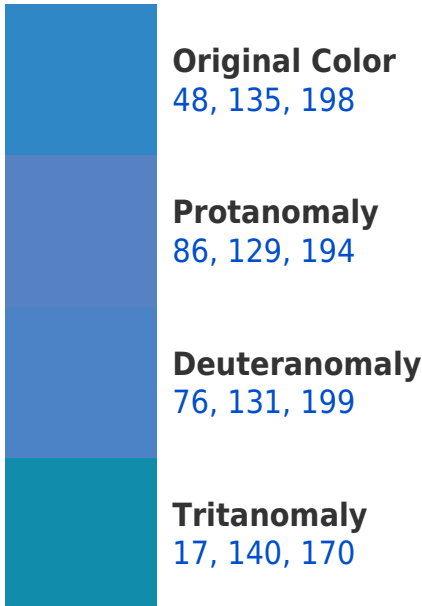 Original Color
48, 135, 198
Protanomaly
86, 129, 194
Deuteranomaly
76, 131, 199
Tritanomaly
17, 140, 170